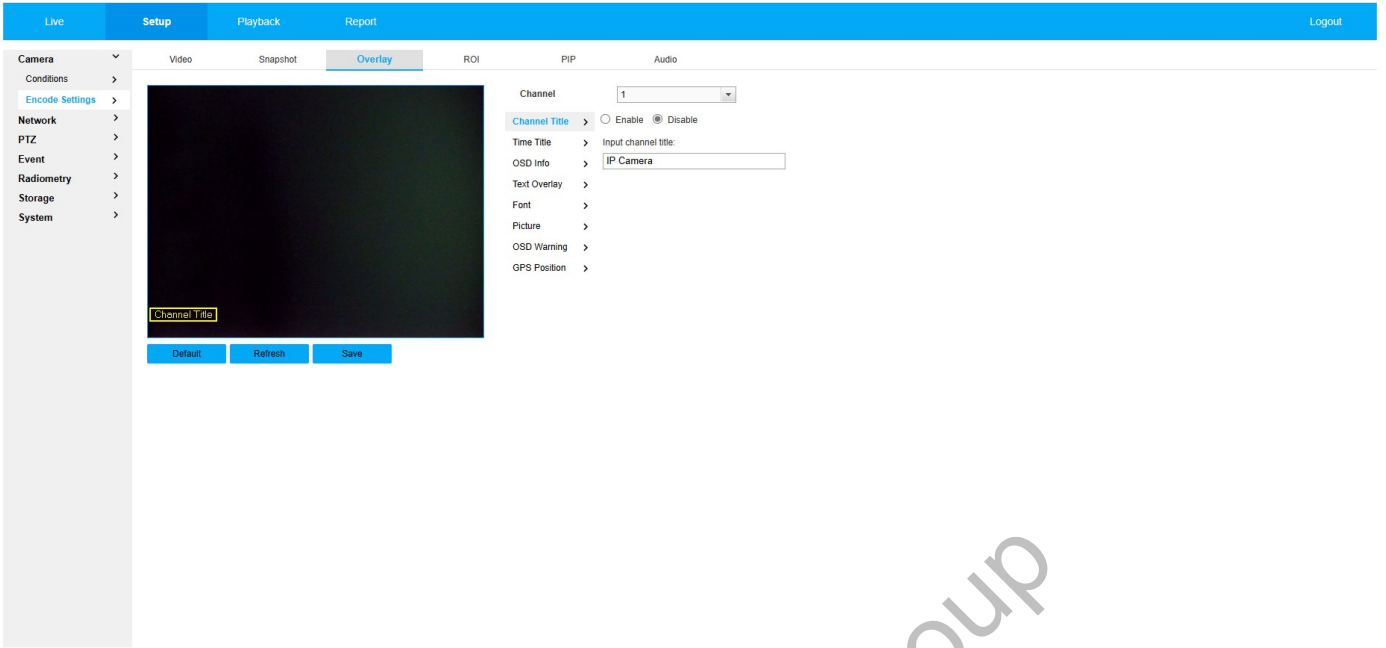 Live Setup Playback Report Logout
Camera
Conditions
Encode Settings
Network
PTZ
Event
Radiometry
Storage
System
Video Snapshot Overlay ROI PIP Audio
Channel Title
Default Refresh Save
Channel 1
Channel Title Enable Disable
Time Title Input channel title:
OSD Info IP Camera
Text Overlay
Font
Picture
OSD Warning
GPS Position